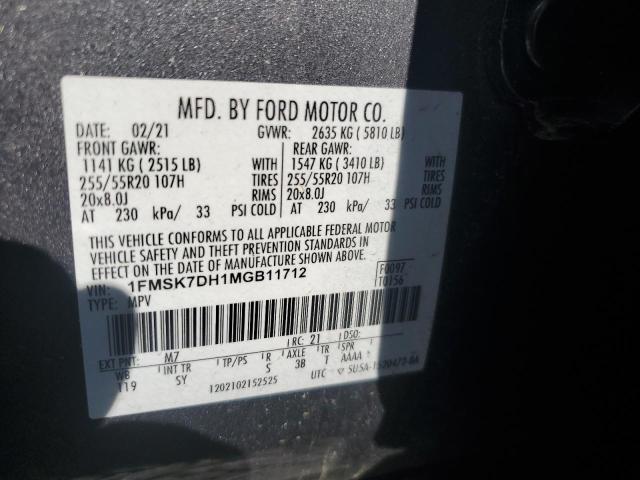 MFD. BY FORD MOTOR CO.
DATE: 02/21 GVWR: 2635 KG ( 5810 LB)
FRONT GAWR: REAR GAWR:
1141 KG ( 2515 LB) WITH 1547 KG ( 3410 LB) WITH
255/55R20 107H TIRES 255/55R20 107H TIRES
20x8.0J RIMS 20x8.0J RIMS
AT 230 kPa/ 33 PSI COLD AT 230 kPa/ 33 PSI COLD
THIS VEHICLE CONFORMS TO ALL APPLICABLE FEDERAL MOTOR
VEHICLE SAFETY AND THEFT PREVENTION STANDARDS IN
EFFECT ON THE DATE OF MANUFACTURE SHOWN ABOVE.
VIN: 1FMSK7DH1MGB11712 F0097
TYPE: MPV T0156
EXT PNT: M7 RC: 21 DSO:
WB INT TR TP/PS R AXLE TR SPR
119 SY S 3B T AAAA
1202102152525 UTC